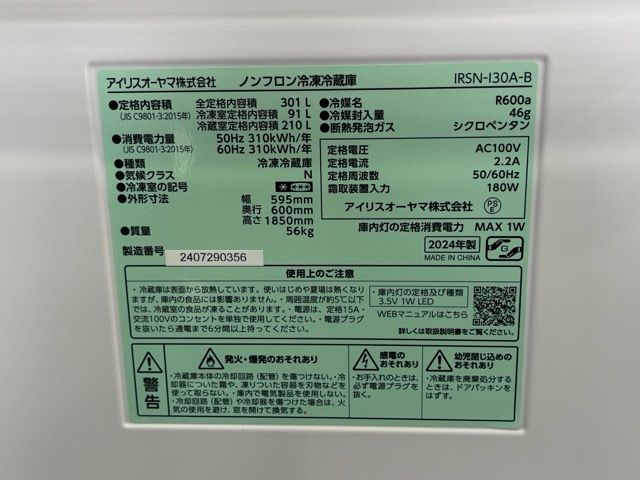 アイリスオーヤマ株式会社 ノンフロン冷凍冷蔵庫 IRSN-I30A-B
●定格内容積 全定格内容積 301 L
(JIS C9801-3:2015年) 冷凍室定格内容積 91 L
冷蔵室定格内容積 210 L
●消費電力量 50Hz 310kWh/年
(JIS C9801-3:2015年) 60Hz 310kWh/年
●種類 冷凍冷蔵庫
●気候クラス N
●冷凍室の記号
●外形寸法 幅 595mm
奥行 600mm
高さ 1850mm
●質量 56kg
製造番号 2407290356
●冷媒名 R600a
●冷媒封入量 46g
●断熱発泡ガス シクロペンタン
定格電圧 AC100V
定格電流 2.2A
定格周波数 50/60Hz
霜取装置入力 180W
アイリスオーヤマ株式会社 PS E
庫内灯の定格消費電力 MAX 1W
2024年製
MADE IN CHINA
使用上のご注意
・冷蔵庫は表面から放熱しています。使いはじめや夏場は熱くなり
ますが、庫内の食品には影響ありません。・周囲温度が約5℃以下
では、冷蔵室の食品が凍ることがあります。・電源は、定格15A・
交流100Vのコンセントを単独で使用してください。・電源プラグ
を抜いたら通電まで6分間以上待ってください。
・庫内灯の定格及び種類
3.5V 1W LED
WEBマニュアルはこちら
詳しくは取扱説明書をご覧ください。
警告
発火・爆発のおそれあり
・冷蔵庫本体の冷却回路(配管)を傷つけない。・冷
却器についた霜や、凍りついた容器を刃物などを使
って取らない。・庫内で電気製品を使用しない。
・冷却回路(配管)や冷却器を傷つけた場合は、火
気の使用を避け、窓を開けて換気する。
感電のおそれあり
・お手入れのときは、必ず電源プラグを抜く。
幼児閉じ込めのおそれあり
・冷蔵庫を廃棄処分するときは、ドアパッキンをはずす。